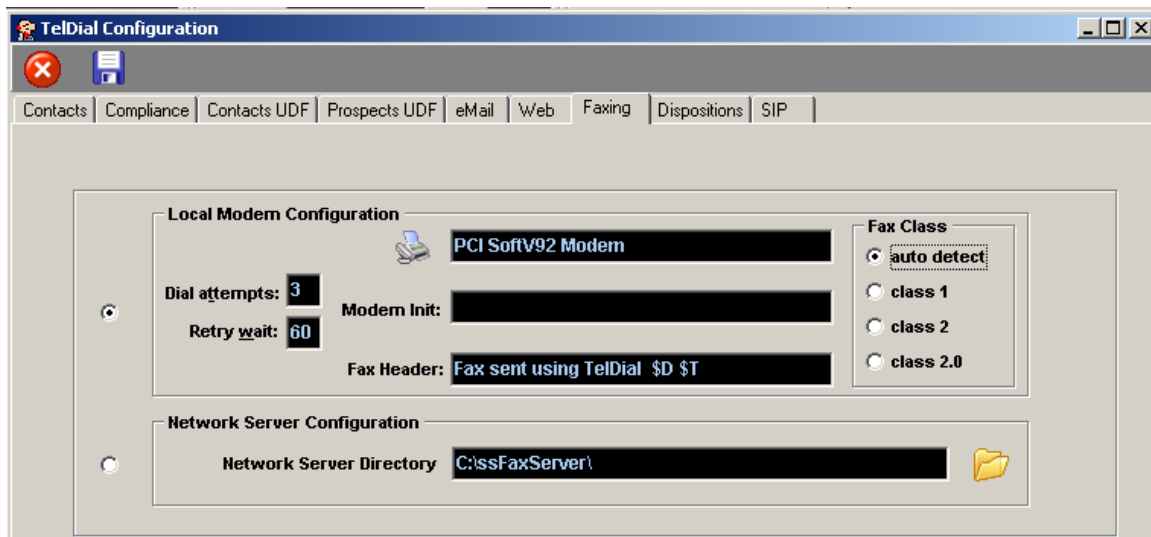 TelDial Configuration
Contacts Compliance Contacts UDF Prospects UDF eMail Web Faxing Dispositions SIP
Local Modem Configuration
Fax Class
PCI SoftV92 Modem
auto detect
Dial attempts: 3
class 1
Modem Init:
Retry wait: 60
class 2
Fax Header: Fax sent using TelDial $D $T
class 2.0
Network Server Configuration
Network Server Directory C:\ssFaxServer\